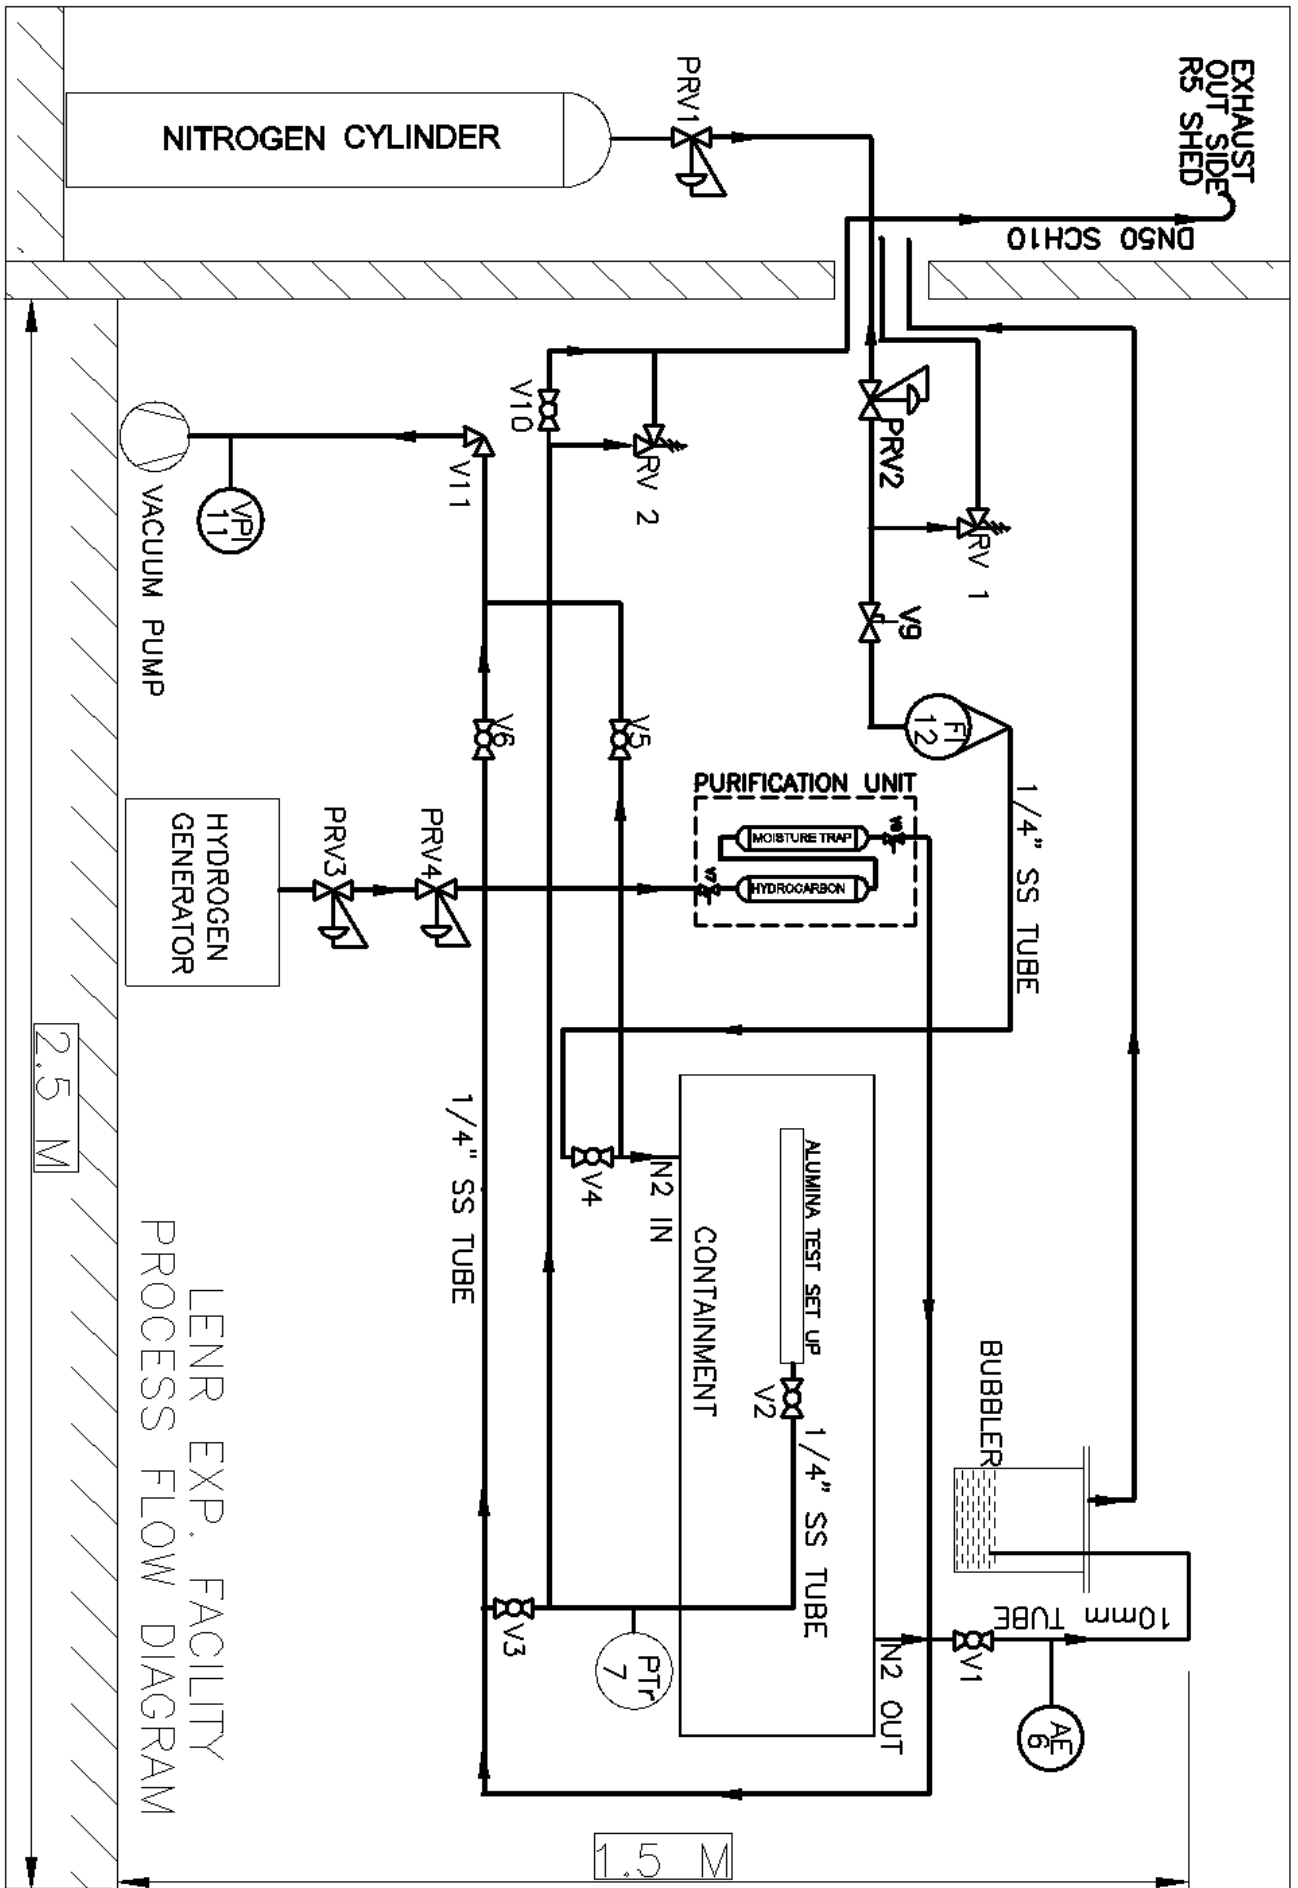 EXHAUST
OUT SIDE
R5 SHED
DN50 SCH10
PRV1
NITROGEN CYLINDER
RV 1
PRV2
V9
FI
12
1/4" SS TUBE
RV 2
V10
V11
VPI
11
VACUUM PUMP
V5
V6
PURIFICATION UNIT
MOISTURE TRAP
V8
HYDROCARBON
PRV3
PRV4
HYDROGEN
GENERATOR
BUBBLER
10mm TUBE
V1
AE
6
N2 OUT
ALUMINA TEST SET UP
V2
1/4" SS TUBE
CONTAINMENT
N2 IN
V4
PTr
7
V3
1/4" SS TUBE
LENR EXP. FACILITY
PROCESS FLOW DIAGRAM
2.5 M
1.5 M